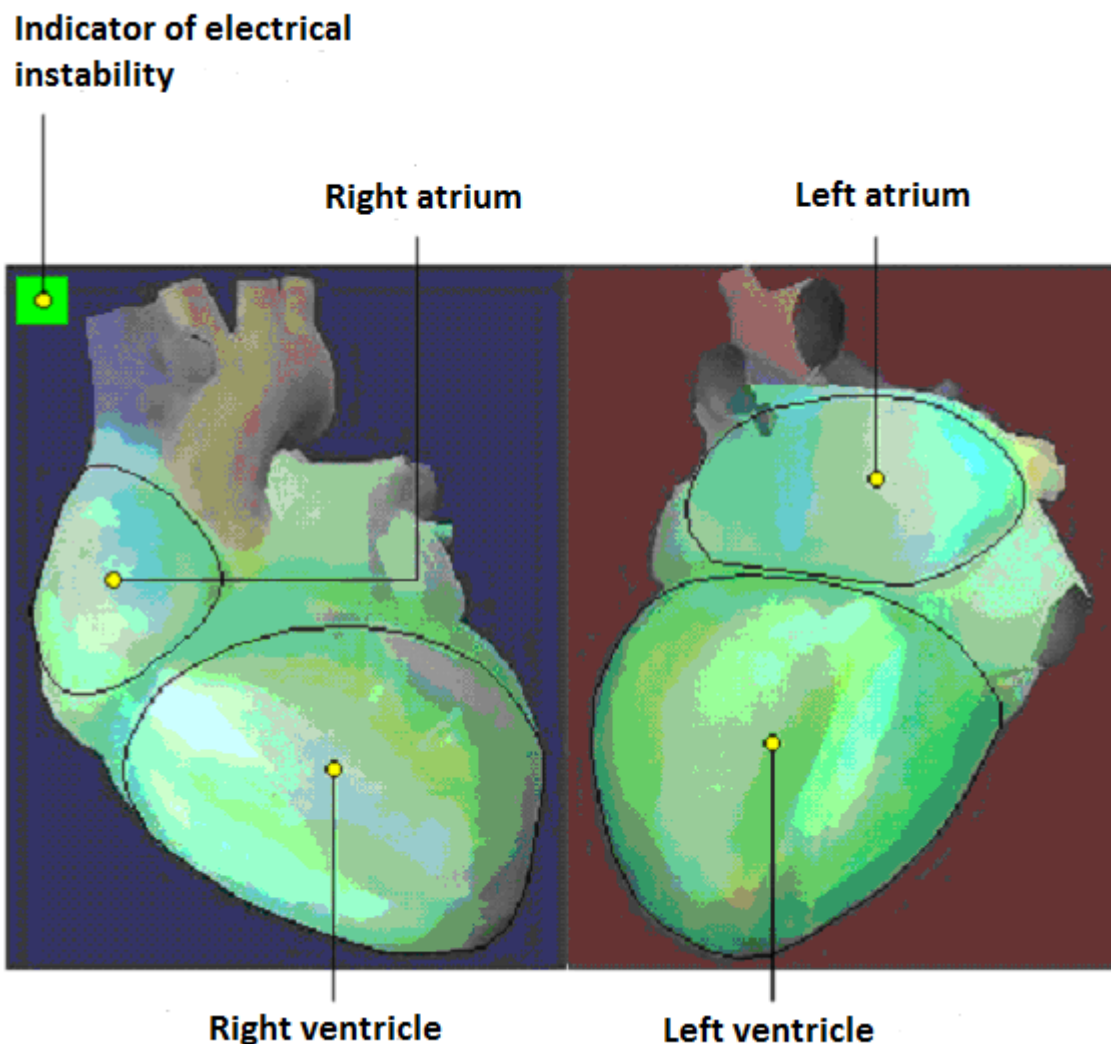 Indicator of electrical
instability
Right atrium
Left atrium
Right ventricle
Left ventricle